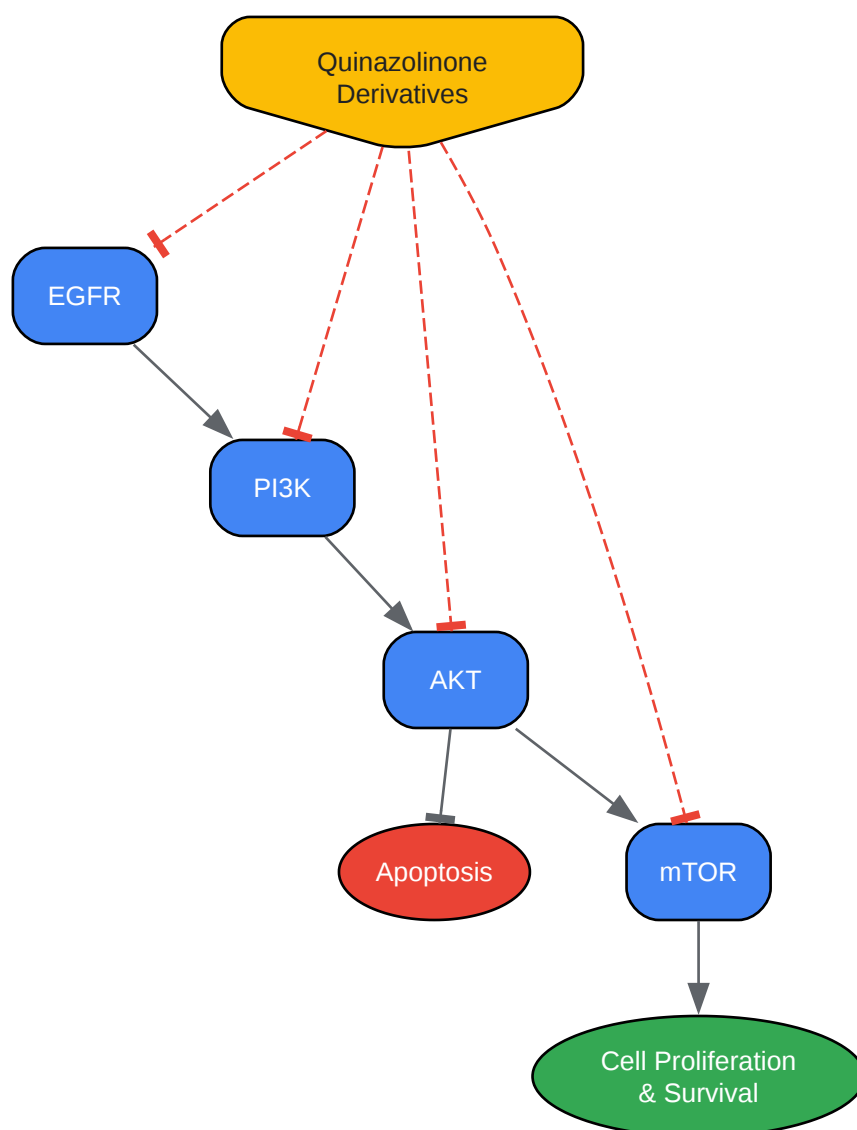 Quinazolinone
Derivatives
EGFR
PI3K
AKT
Apoptosis
mTOR
Cell Proliferation
& Survival